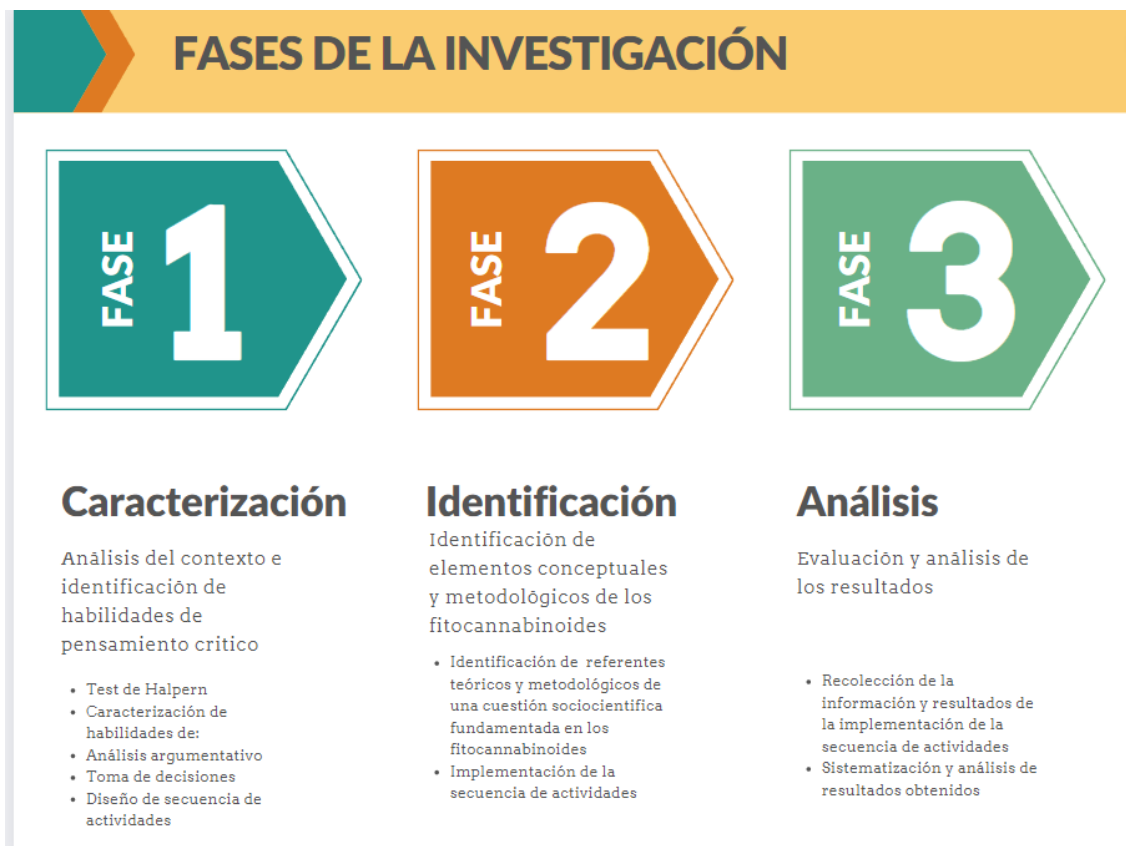 FASES DE LA INVESTIGACIÓN
FASE 1
FASE 2
FASE 3
Caracterización
Análisis del contexto e
identificación de
habilidades de
pensamiento critico
• Test de Halpern
• Caracterización de
habilidades de:
• Análisis argumentativo
• Toma de decisiones
• Diseño de secuencia de
actividades
Identificación
Identificación de
elementos conceptuales
y metodológicos de los
fitocannabinoides
• Identificación de referentes
teóricos y metodológicos de
una cuestión sociocientífica
fundamentada en los
fitocannabinoides
• Implementación de la
secuencia de actividades
Análisis
Evaluación y análisis de
los resultados
• Recolección de la
información y resultados de
la implementación de la
secuencia de actividades
• Sistematización y análisis de
resultados obtenidos